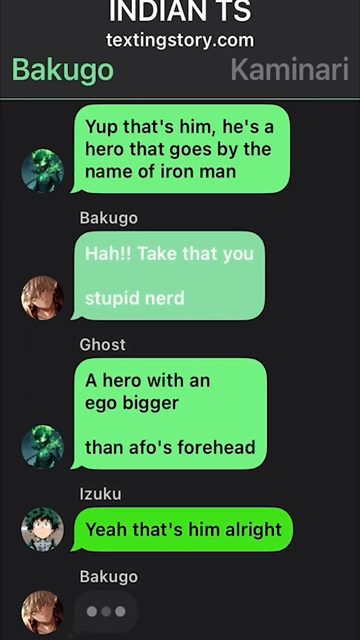 INDIAN TS
textingstory.com
Bakugo Kaminari
Yup that's him, he's a
hero that goes by the
name of iron man
Bakugo
Hah!! Take that you
stupid nerd
Ghost
A hero with an
ego bigger
than afo's forehead
Izuku
Yeah that's him alright
Bakugo